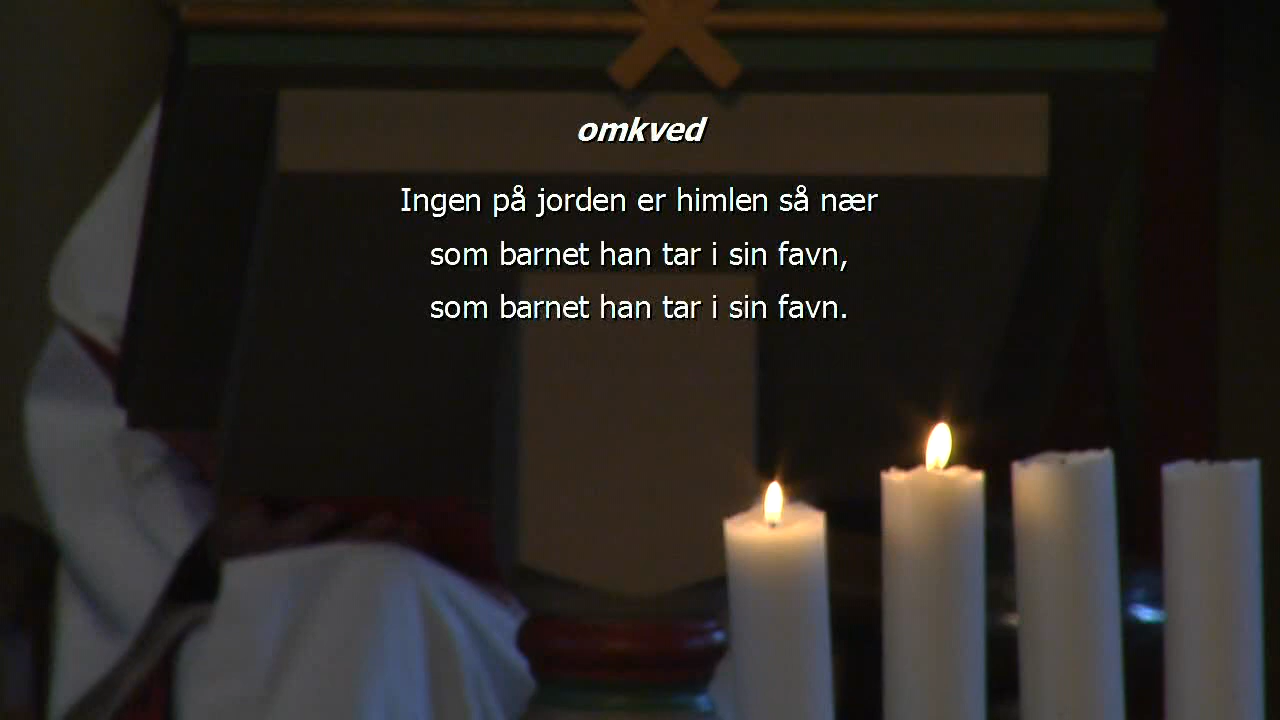 omkved
Ingen på jorden er himlen så nær
som barnet han tar i sin favn,
som barnet han tar i sin favn.